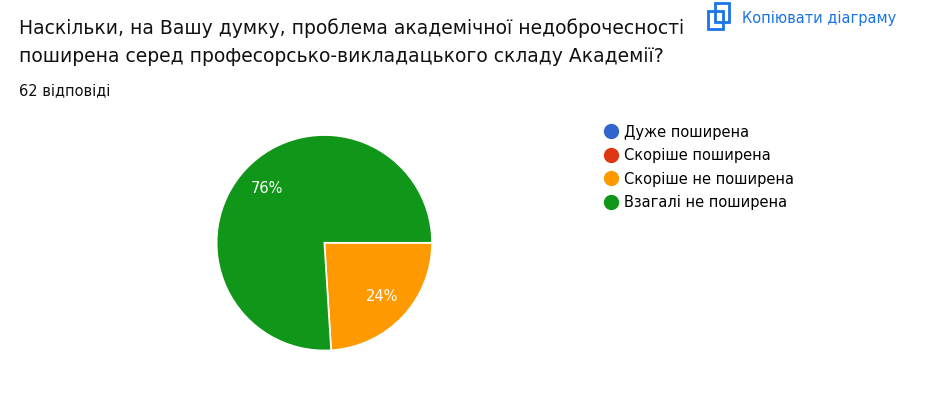 Наскільки, на Вашу думку, проблема академічної недоброчесності
поширена серед професорсько-викладацького складу Академії?
Копіювати діаграму
62 відповіді
Дуже поширена
Скоріше поширена
Скоріше не поширена
Взагалі не поширена
76%
24%